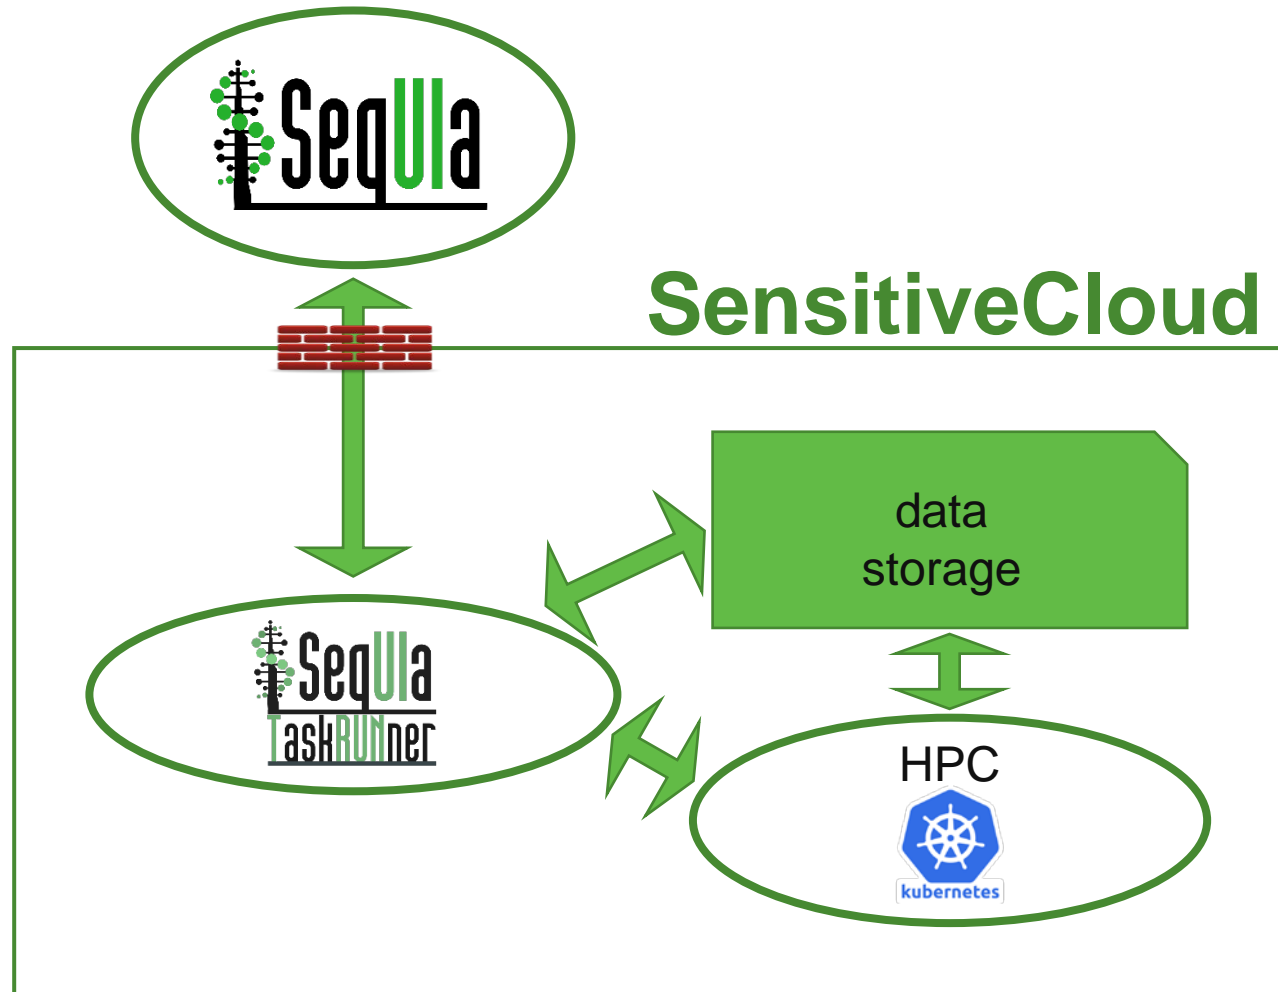 SeqUIa
SensitiveCloud
data
storage
SeqUIa
TaskRUNner
HPC
kubernetes